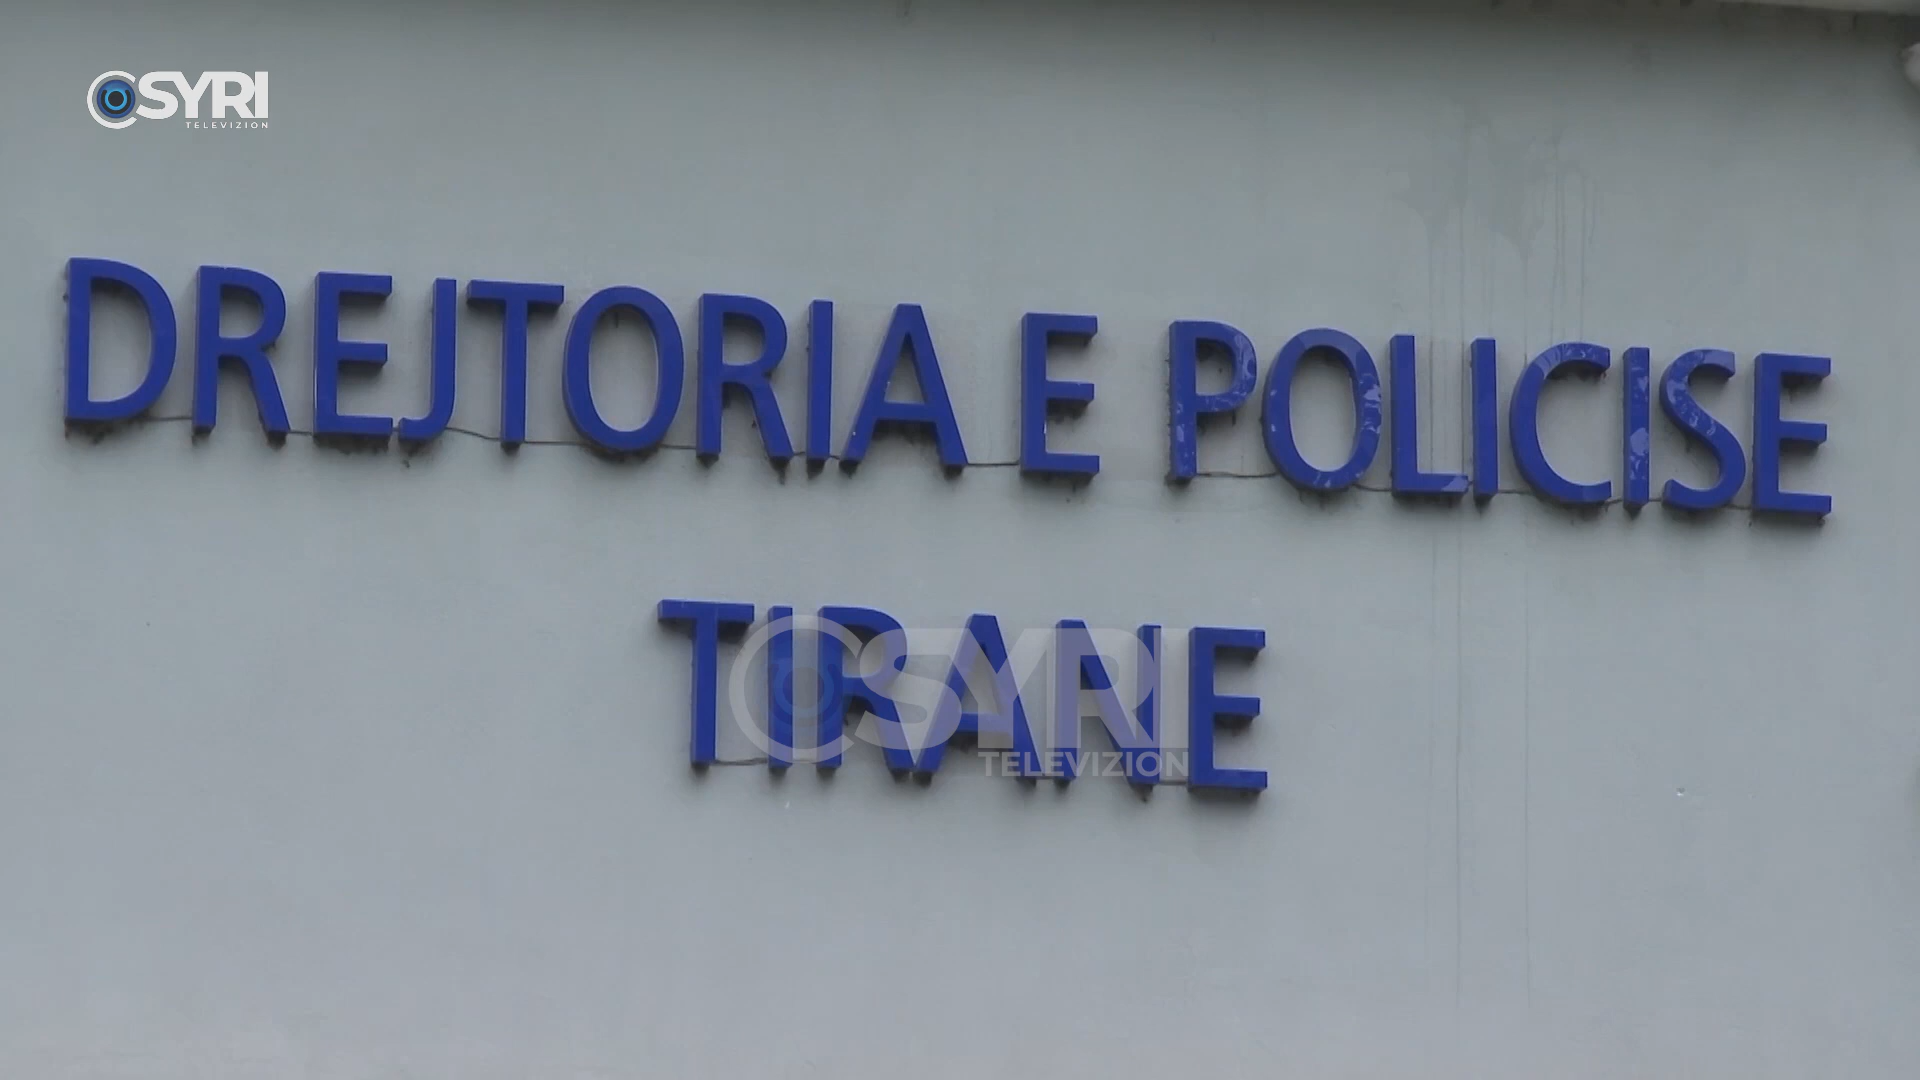 SYRI
TELEVIZION
DREJTORIA E POLICISE
TIRANE
SYRI
TELEVIZION